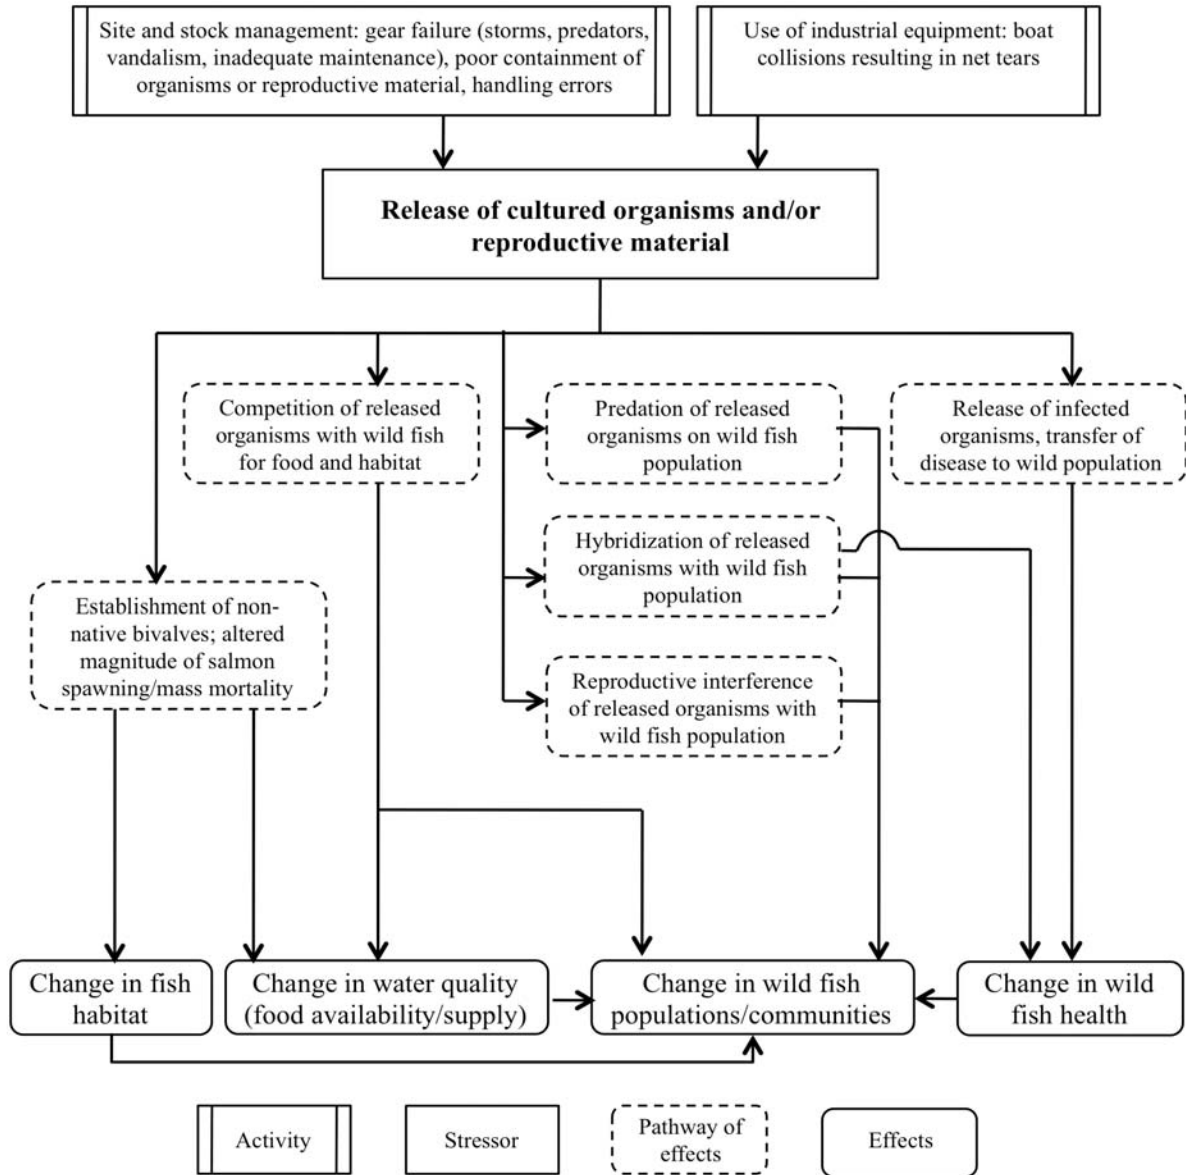 Site and stock management: gear failure (storms, predators,
vandalism, inadequate maintenance), poor containment of
organisms or reproductive material, handling errors
Use of industrial equipment: boat
collisions resulting in net tears
Release of cultured organisms and/or
reproductive material
Competition of released
organisms with wild fish
for food and habitat
Predation of released
organisms on wild fish
population
Release of infected
organisms, transfer of
disease to wild population
Hybridization of released
organisms with wild fish
population
Establishment of non-
native bivalves; altered
magnitude of salmon
spawning/mass mortality
Reproductive interference
of released organisms with
wild fish population
Change in fish
habitat
Change in water quality
(food availability/supply)
Change in wild fish
populations/communities
Change in wild
fish health
Activity
Stressor
Pathway of
effects
Effects